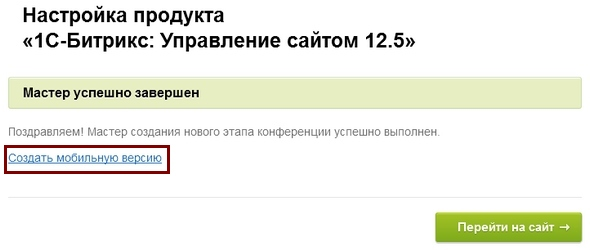 Настройка продукта
«1С-Битрикс: Управление сайтом 12.5»
Мастер успешно завершен
Поздравляем! Мастер создания нового этапа конференции успешно выполнен.
Создать мобильную версию
Перейти на сайт →